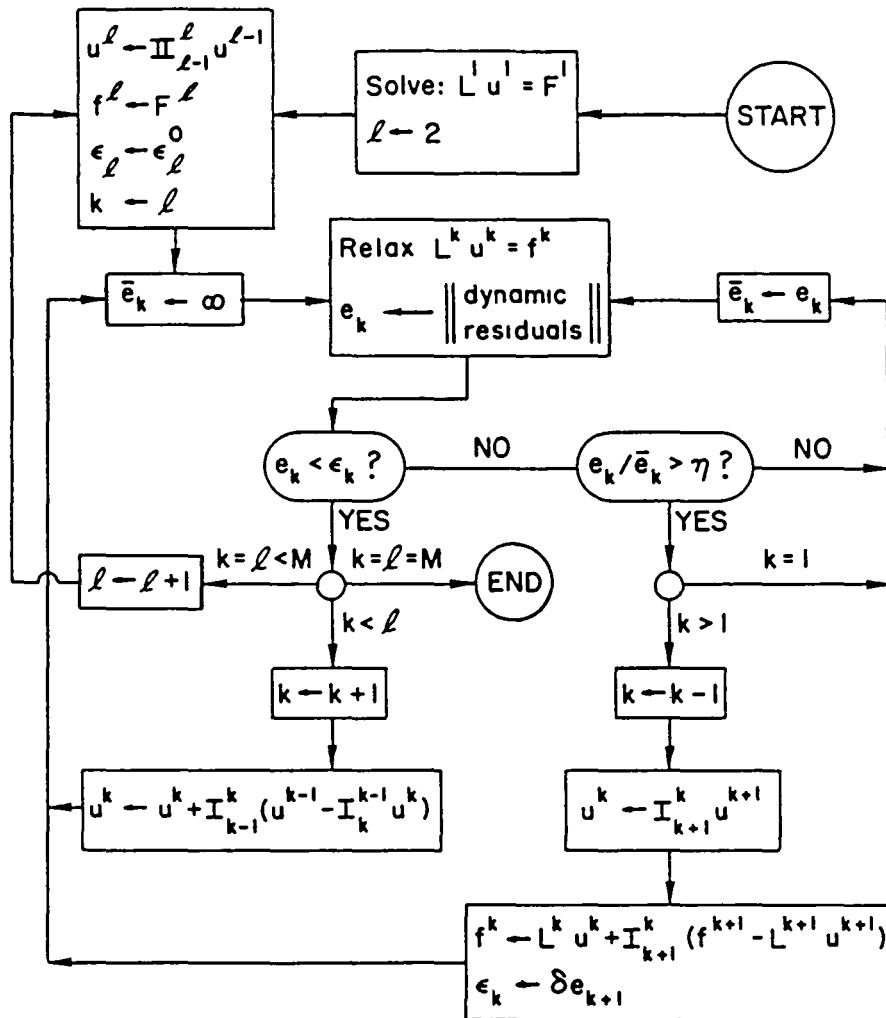 u^ℓ ← II^ℓ_{ℓ-1} u^{ℓ-1}
f^ℓ ← F^ℓ
ϵ_ℓ ← ϵ^0_ℓ
k ← ℓ
Solve: L^1 u^1 = F^1
ℓ ← 2
START
ē_k ← ∞
Relax L^k u^k = f^k
e_k ← ‖ dynamic
residuals ‖
ē_k ← e_k
e_k < ϵ_k ?
NO
e_k / ē_k > η ?
NO
YES
YES
ℓ ← ℓ + 1
k = ℓ < M
k = ℓ = M
END
k = 1
k < ℓ
k > 1
k ← k + 1
k ← k - 1
u^k ← u^k + I^k_{k-1} (u^{k-1} - I^{k-1}_k u^k)
u^k ← I^k_{k+1} u^{k+1}
f^k ← L^k u^k + I^k_{k+1} (f^{k+1} - L^{k+1} u^{k+1})
ϵ_k ← δe_{k+1}